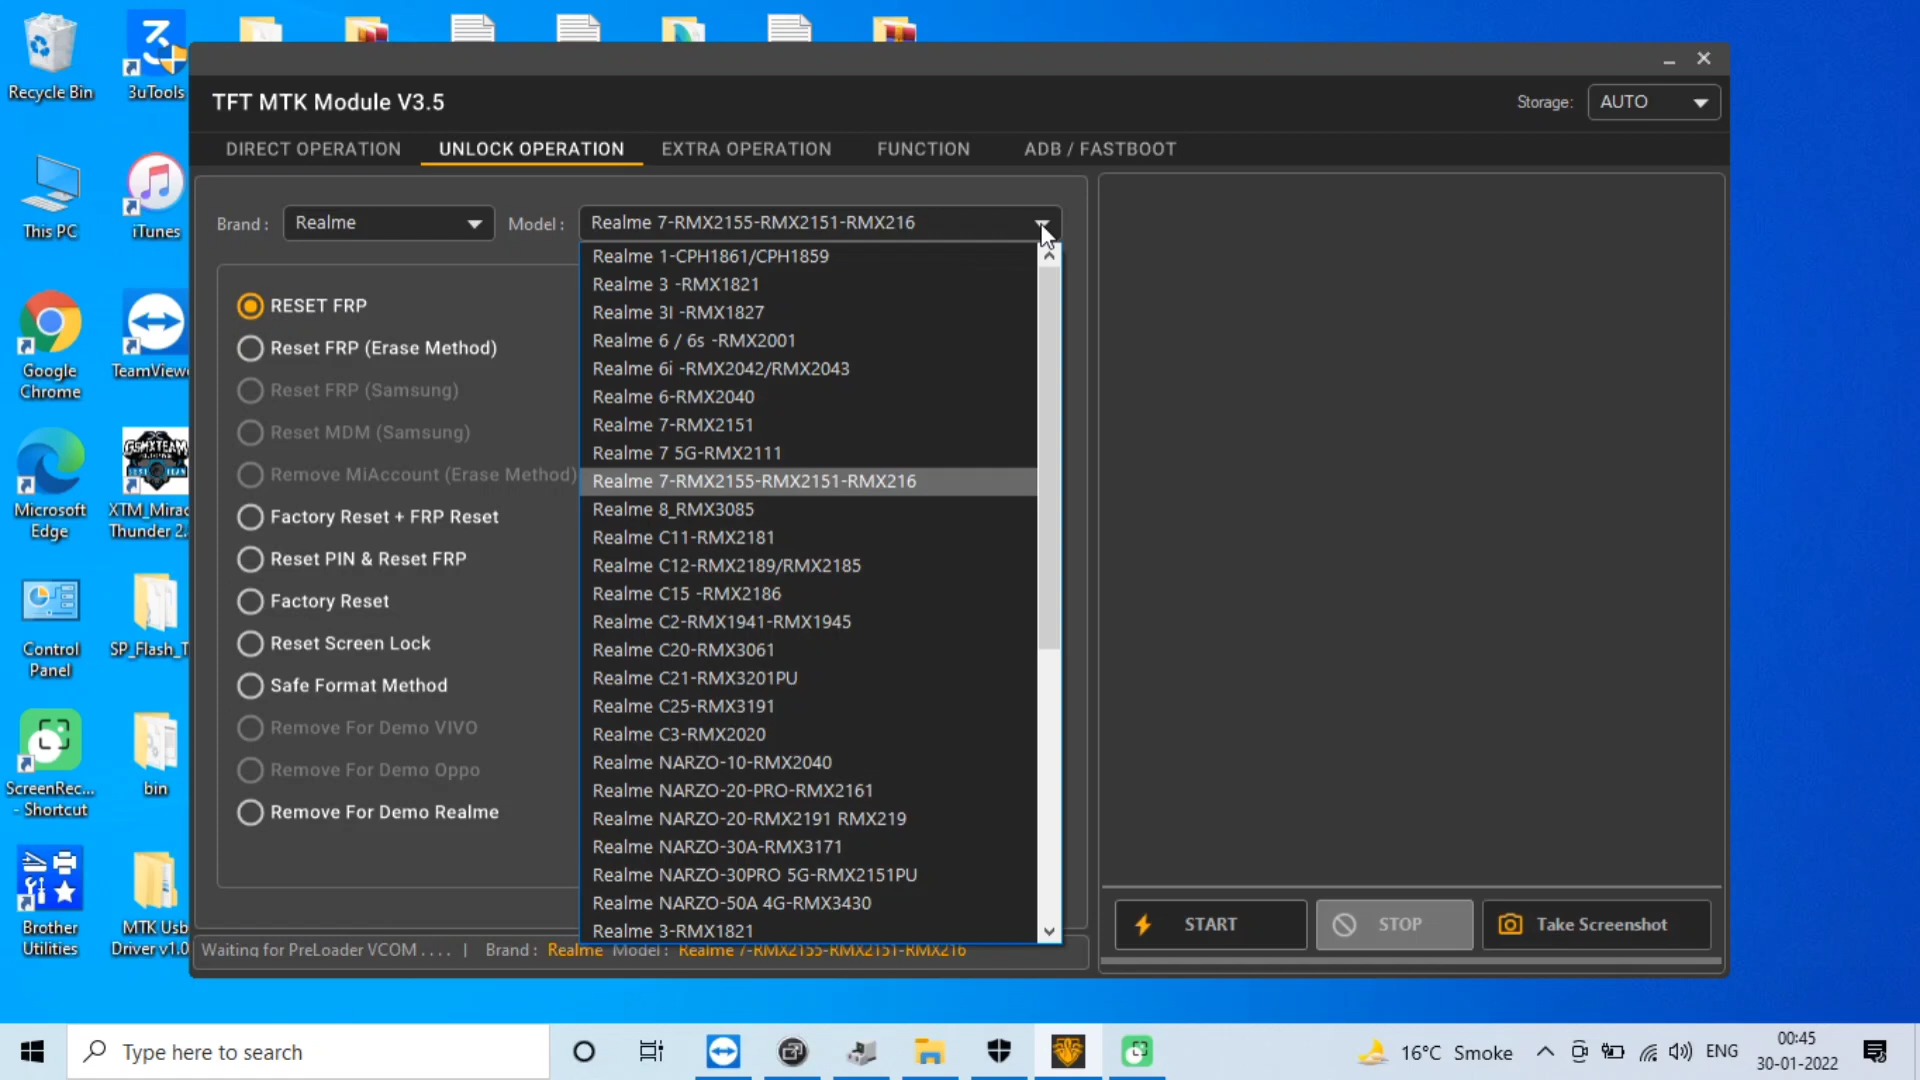 Recycle Bin
3uTools
This PC
iTunes
Google
Chrome
TeamView
Microsoft
Edge
GSMXTEAM
XTM_Mirac
Thunder 2.
Control
Panel
SP_Flash_T
ScreenRec...
- Shortcut
bin
Brother
Utilities
MTK Usb
Driver v1.0
TFT MTK Module V3.5
Storage:
AUTO
DIRECT OPERATION
UNLOCK OPERATION
EXTRA OPERATION
FUNCTION
ADB / FASTBOOT
Brand :
Realme
Model :
Realme 7-RMX2155-RMX2151-RMX216
RESET FRP
Reset FRP (Erase Method)
Reset FRP (Samsung)
Reset MDM (Samsung)
Remove MiAccount (Erase Method)
Factory Reset + FRP Reset
Reset PIN & Reset FRP
Factory Reset
Reset Screen Lock
Safe Format Method
Remove For Demo VIVO
Remove For Demo Oppo
Remove For Demo Realme
Realme 1-CPH1861/CPH1859
Realme 3 -RMX1821
Realme 3I -RMX1827
Realme 6 / 6s -RMX2001
Realme 6i -RMX2042/RMX2043
Realme 6-RMX2040
Realme 7-RMX2151
Realme 7 5G-RMX2111
Realme 7-RMX2155-RMX2151-RMX216
Realme 8_RMX3085
Realme C11-RMX2181
Realme C12-RMX2189/RMX2185
Realme C15 -RMX2186
Realme C2-RMX1941-RMX1945
Realme C20-RMX3061
Realme C21-RMX3201PU
Realme C25-RMX3191
Realme C3-RMX2020
Realme NARZO-10-RMX2040
Realme NARZO-20-PRO-RMX2161
Realme NARZO-20-RMX2191 RMX219
Realme NARZO-30A-RMX3171
Realme NARZO-30PRO 5G-RMX2151PU
Realme NARZO-50A 4G-RMX3430
Realme 3-RMX1821
START
STOP
Take Screenshot
Waiting for PreLoader VCOM . . . . | Brand : Realme Model : Realme 7-RMX2155-RMX2151-RMX216
Type here to search
16°C Smoke
ENG
00:45
30-01-2022